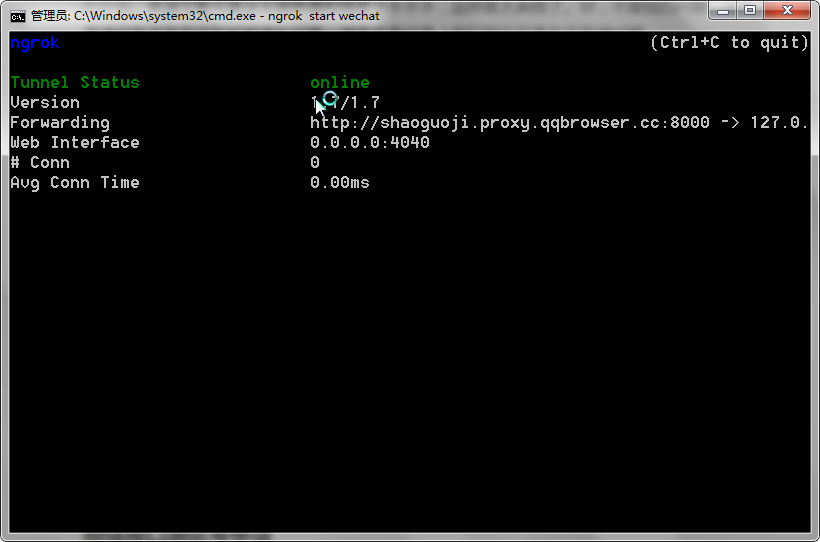 管理员: C:\Windows\system32\cmd.exe - ngrok  start wechat
ngrok (Ctrl+C to quit)
Tunnel Status online
Version 1.7/1.7
Forwarding http://shaoguoji.proxy.qqbrowser.cc:8000 -> 127.0.
Web Interface 0.0.0.0:4040
# Conn 0
Avg Conn Time 0.00ms